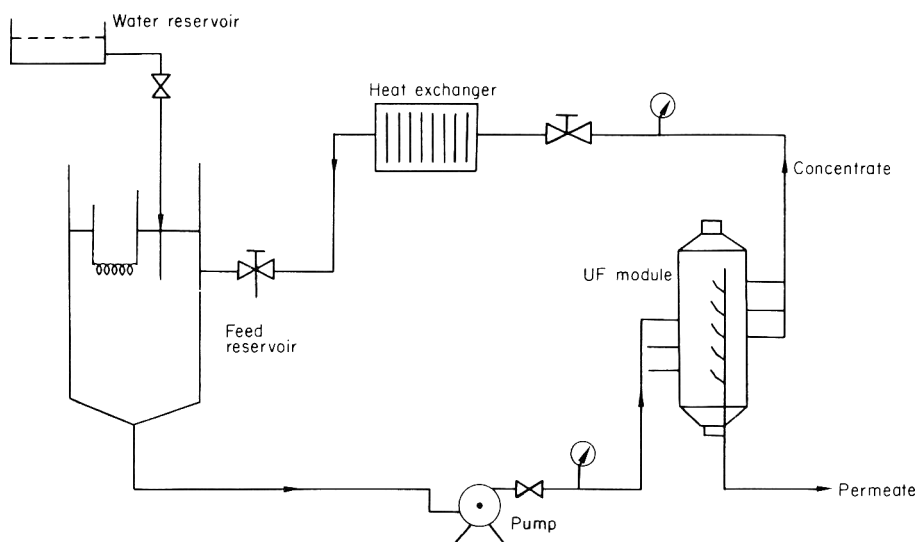 Water reservoir
Heat exchanger
Concentrate
UF module
Feed
reservoir
Pump
Permeate